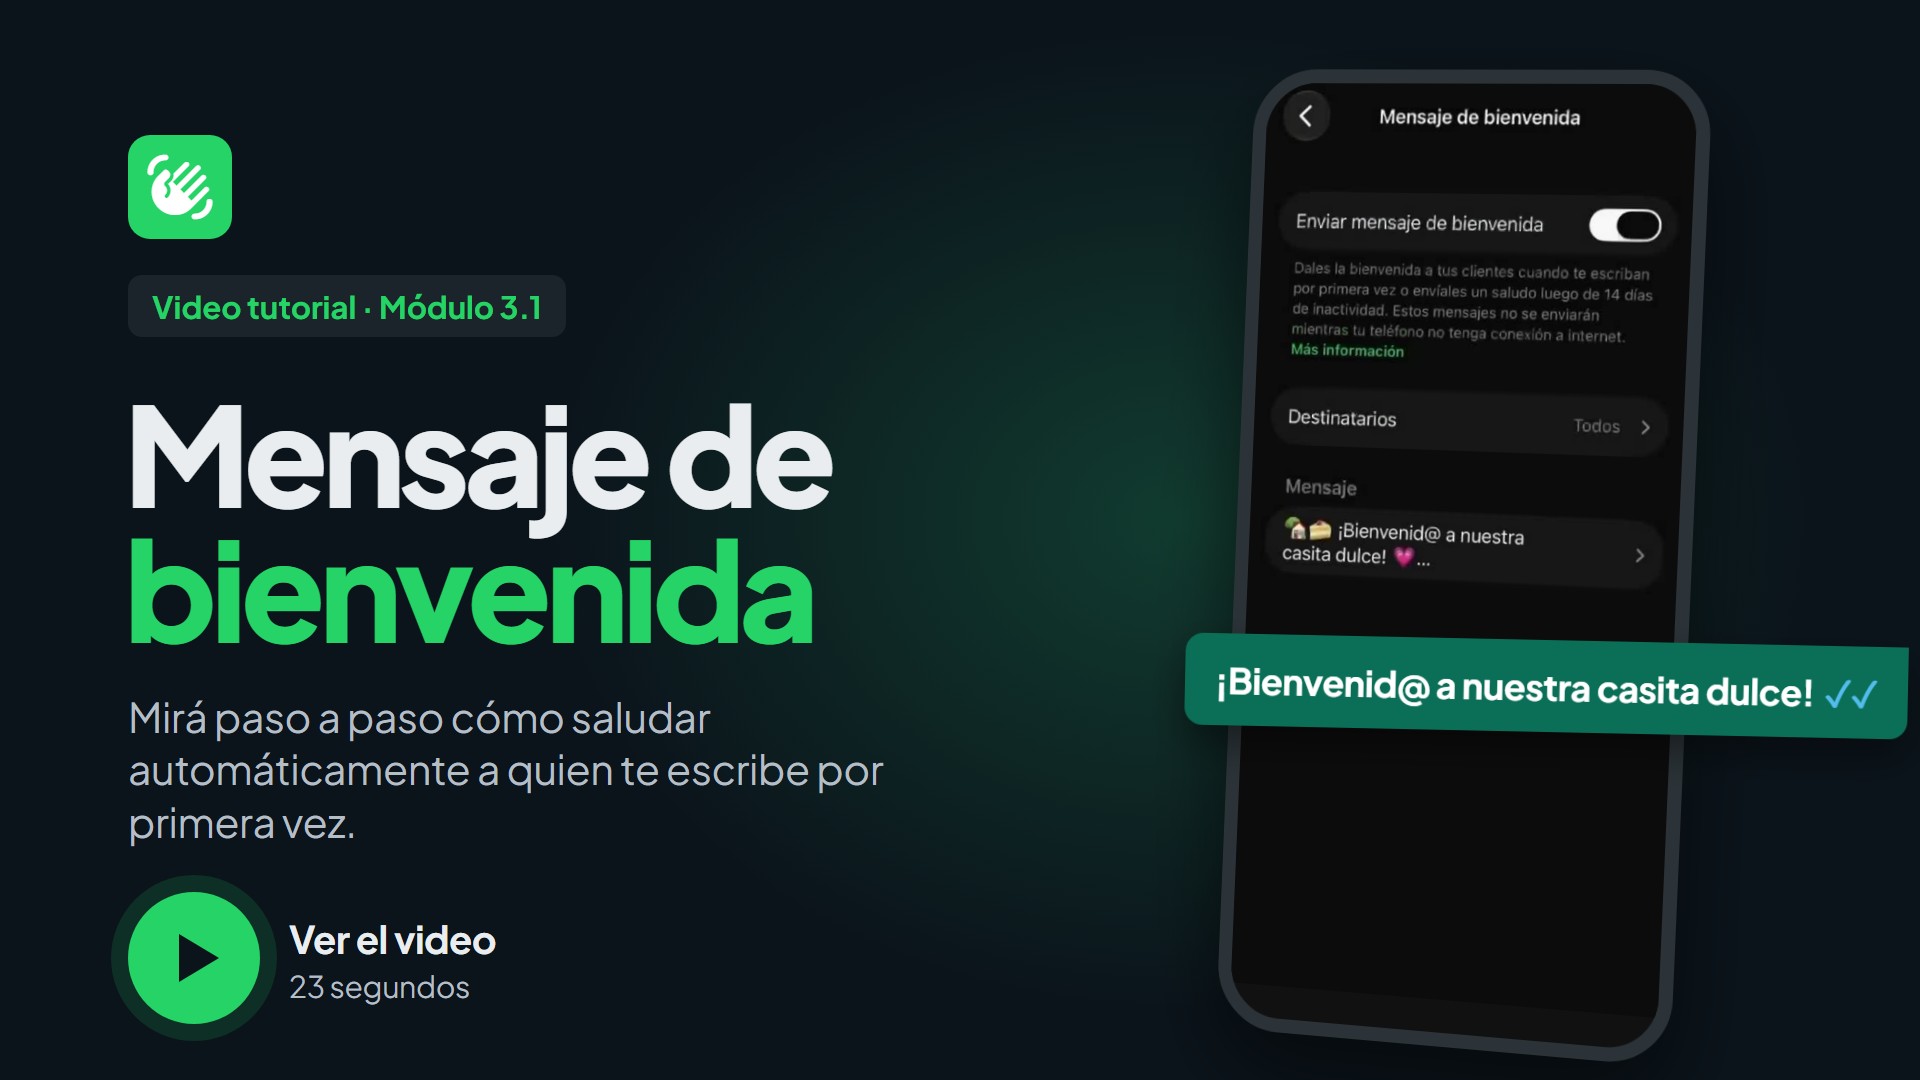 Video tutorial · Módulo 3.1
Mensaje de
bienvenida
Mirá paso a paso cómo saludar
automáticamente a quien te escribe por
primera vez.
Ver el video
23 segundos
Mensaje de bienvenida
Enviar mensaje de bienvenida
Dales la bienvenida a tus clientes cuando te escriban
por primera vez o envíales un saludo luego de 14 días
de inactividad. Estos mensajes no se enviarán
mientras tu teléfono no tenga conexión a internet.
Más información
Destinatarios Todos
Mensaje
🏡🍰 ¡Bienvenid@ a nuestra
casita dulce! 💗...
¡Bienvenid@ a nuestra casita dulce! ✓✓